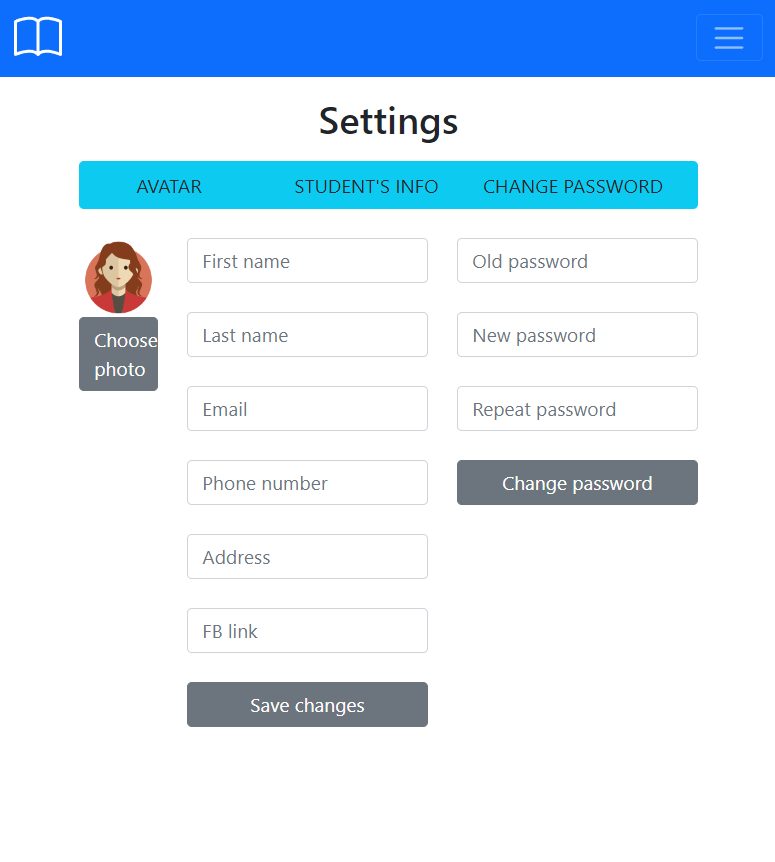 Settings
AVATAR
STUDENT'S INFO
CHANGE PASSWORD
Choose
photo
First name
Last name
Email
Phone number
Address
FB link
Save changes
Old password
New password
Repeat password
Change password